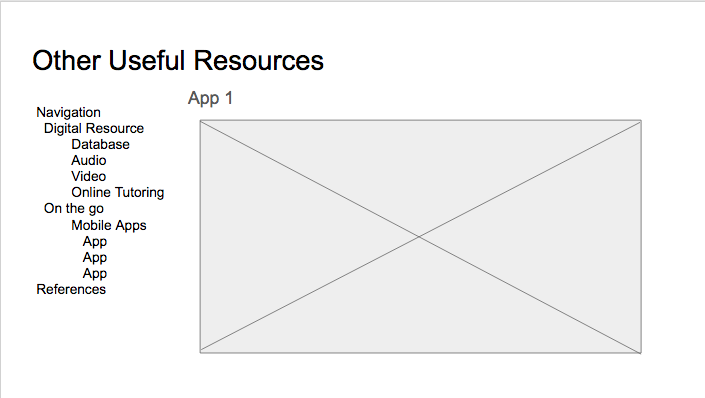 Other Useful Resources
App 1
Navigation
Digital Resource
Database
Audio
Video
Online Tutoring
On the go
Mobile Apps
App
App
App
References